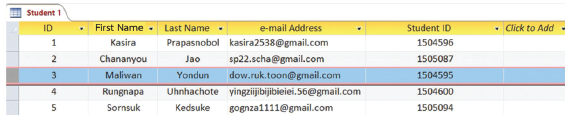 Student 1
ID First Name Last Name e-mail Address Student ID Click to Add
1 Kasira Prapasnobol kasira2538@gmail.com 1504596
2 Chananyou Jao sp22.scha@gmail.com 1505087
3 Maliwan Yondun dow.ruk.toon@gmail.com 1504595
4 Rungnapa Uhnhachote yingziijibijibieiei.56@gmail.com 1504600
5 Sornsuk Kedsuke gognza1111@gmail.com 1505094